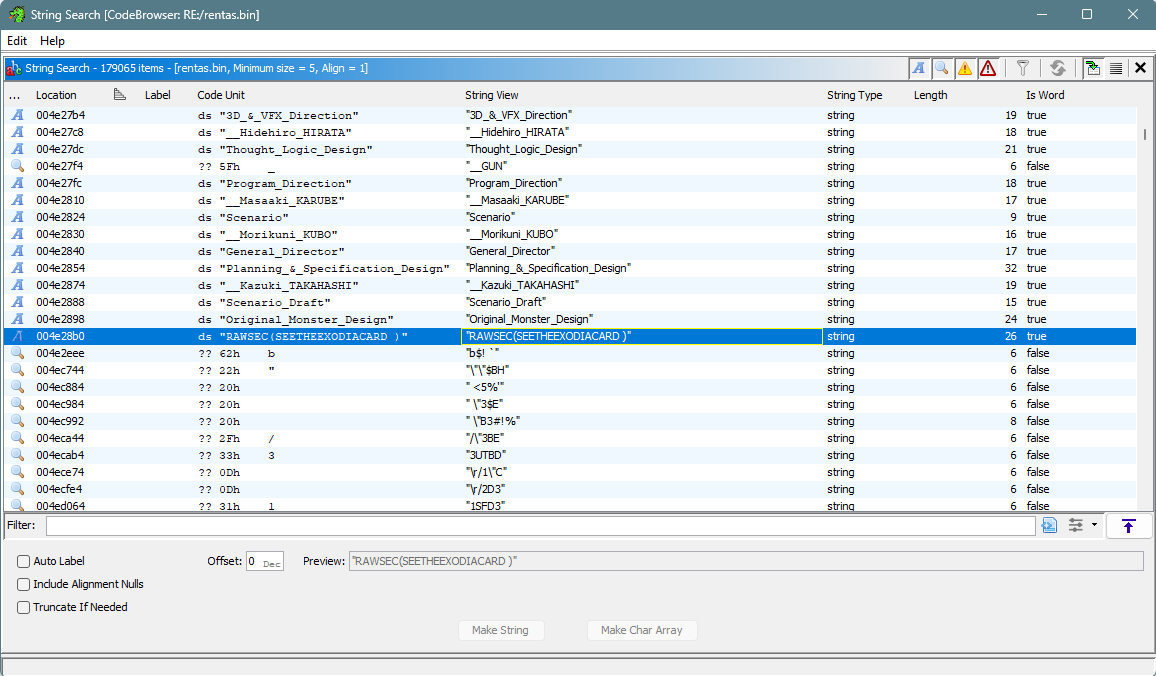 String Search [CodeBrowser: RE:/rentas.bin]
Edit Help
String Search - 179065 items - [rentas.bin, Minimum size = 5, Align = 1]
... Location Label Code Unit String View String Type Length Is Word
A 004e27b4 ds "3D_&_VFX_Direction" "3D_&_VFX_Direction" string 19 true
A 004e27c8 ds "__Hidehiro_HIRATA" "__Hidehiro_HIRATA" string 18 true
A 004e27dc ds "Thought_Logic_Design" "Thought_Logic_Design" string 21 true
004e27f4 ?? 5Fh _ "__GUN" string 6 false
A 004e27fc ds "Program_Direction" "Program_Direction" string 18 true
A 004e2810 ds "__Masaaki_KARUBE" "__Masaaki_KARUBE" string 17 true
A 004e2824 ds "Scenario" "Scenario" string 9 true
A 004e2830 ds "__Morikuni_KUBO" "__Morikuni_KUBO" string 16 true
A 004e2840 ds "General_Director" "General_Director" string 17 true
A 004e2854 ds "Planning_&_Specification_Design" "Planning_&_Specification_Design" string 32 true
A 004e2874 ds "__Kazuki_TAKAHASHI" "__Kazuki_TAKAHASHI" string 19 true
A 004e2888 ds "Scenario_Draft" "Scenario_Draft" string 15 true
A 004e2898 ds "Original_Monster_Design" "Original_Monster_Design" string 24 true
A 004e28b0 ds "RAWSEC(SEETHEEXODIACARD )" "RAWSEC(SEETHEEXODIACARD )" string 26 true
004e2eee ?? 62h b "b$! `" string 6 false
004ec744 ?? 22h " "\"\"$BH" string 6 false
004ec884 ?? 20h " <5%'" string 6 false
004ec984 ?? 20h " \"3$E" string 6 false
004ec992 ?? 20h " \"B3#!%" string 8 false
004eca44 ?? 2Fh / "/\"3BE" string 6 false
004ecab4 ?? 33h 3 "3UTBD" string 6 false
004ece74 ?? 0Dh "\r/1\"C" string 6 false
004ecfe4 ?? 0Dh "\r/2D3" string 6 false
004ed064 ?? 31h 1 "1SFD3" string 6 false
Filter:
Auto Label Offset: 0 Dec Preview: "RAWSEC(SEETHEEXODIACARD )"
Include Alignment Nulls
Truncate If Needed
Make String Make Char Array